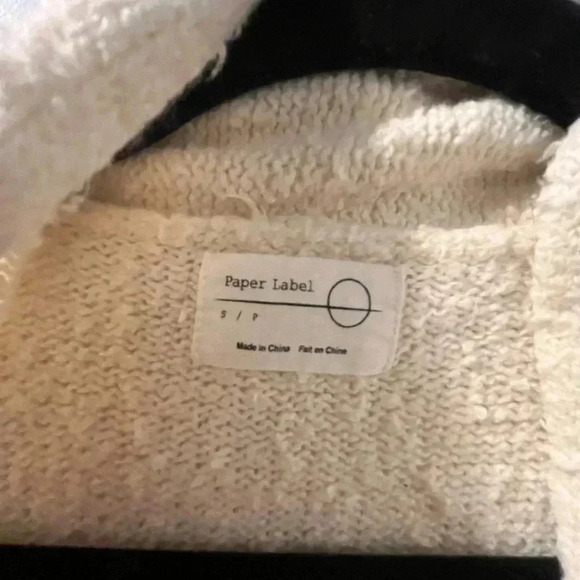 Paper Label
S / P
Made in China Fait en Chine